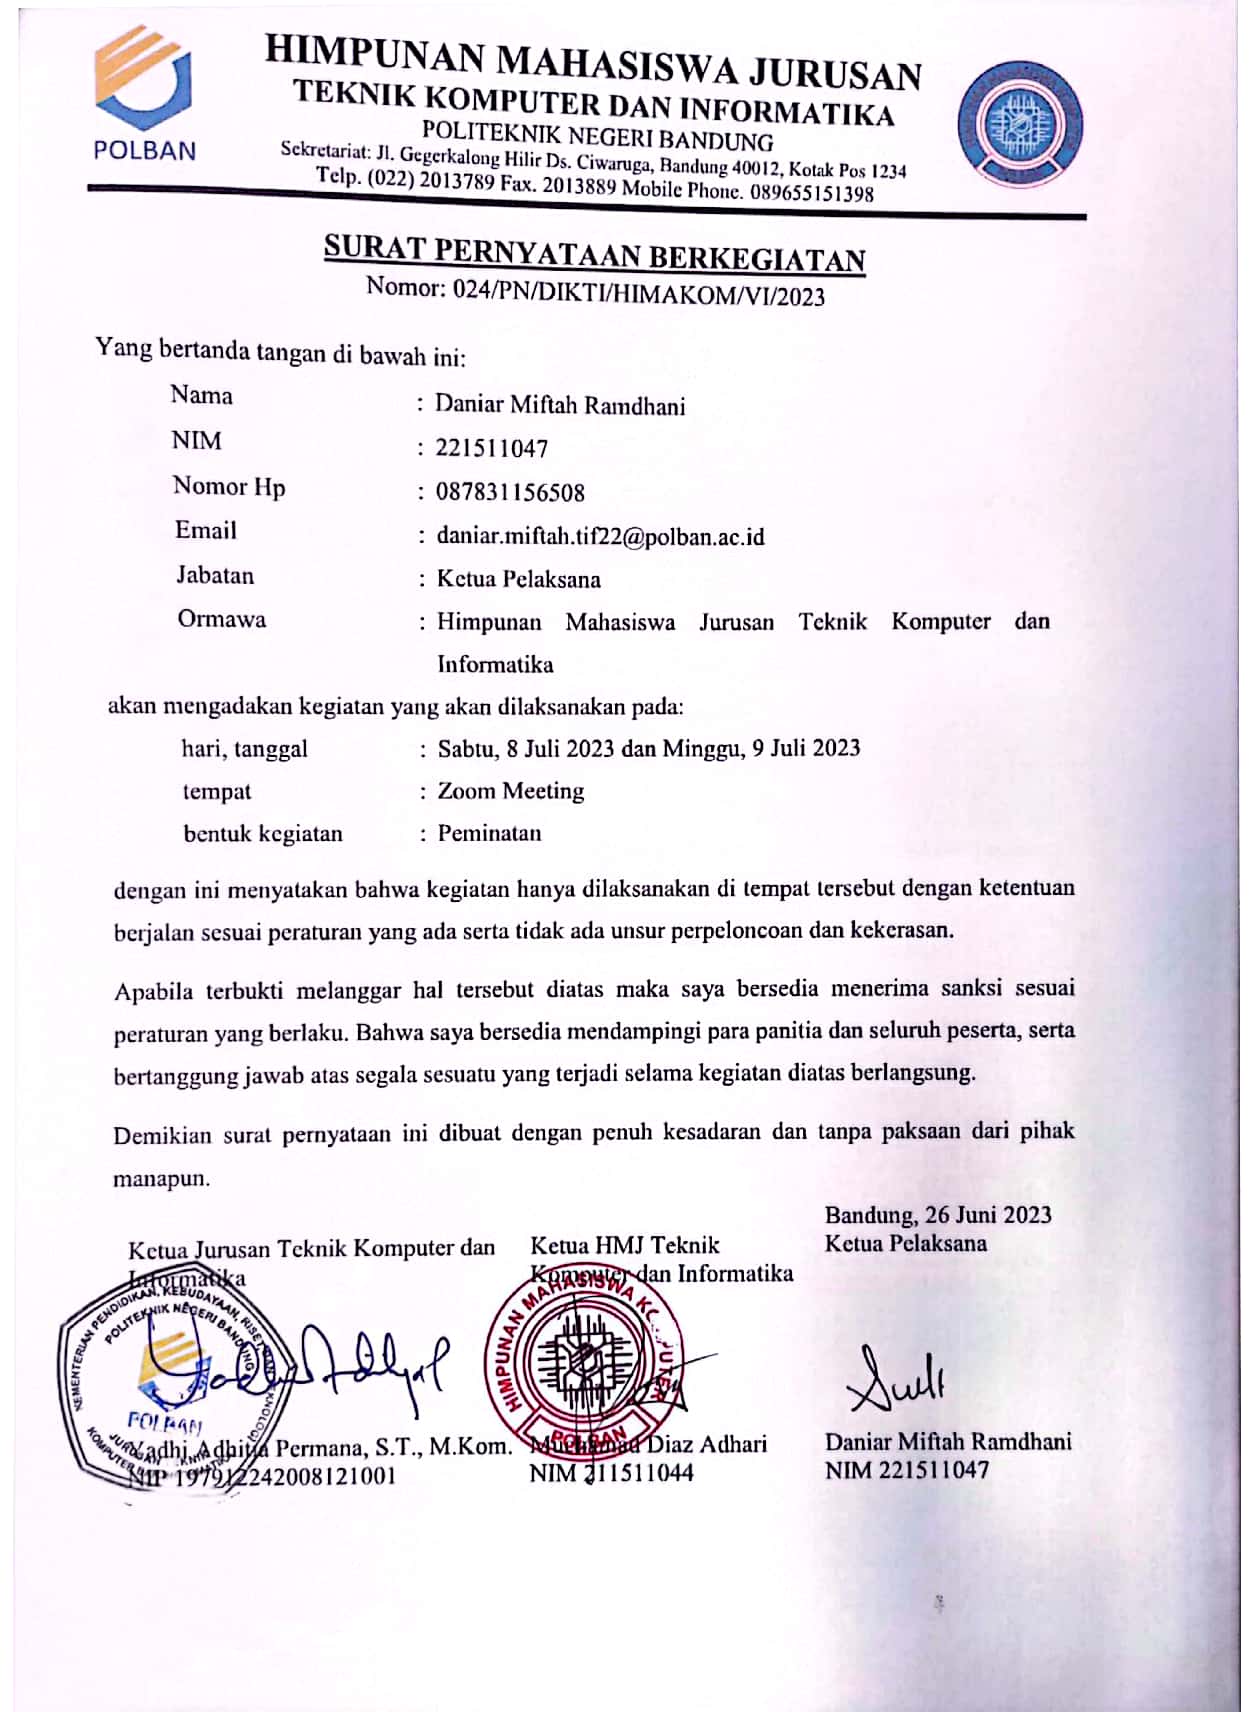 POLBAN
HIMPUNAN MAHASISWA JURUSAN
TEKNIK KOMPUTER DAN INFORMATIKA
POLITEKNIK NEGERI BANDUNG
Sekretariat: Jl. Gegerkalong Hilir Ds. Ciwaruga, Bandung 40012, Kotak Pos 1234
Telp. (022) 2013789 Fax. 2013889 Mobile Phone. 089655151398
SURAT PERNYATAAN BERKEGIATAN
Nomor: 024/PN/DIKTI/HIMAKOM/VI/2023
Yang bertanda tangan di bawah ini:
Nama : Daniar Miftah Ramdhani
NIM : 221511047
Nomor Hp : 087831156508
Email : daniar.miftah.tif22@polban.ac.id
Jabatan : Ketua Pelaksana
Ormawa : Himpunan Mahasiswa Jurusan Teknik Komputer dan
Informatika
akan mengadakan kegiatan yang akan dilaksanakan pada:
hari, tanggal : Sabtu, 8 Juli 2023 dan Minggu, 9 Juli 2023
tempat : Zoom Meeting
bentuk kegiatan : Peminatan
dengan ini menyatakan bahwa kegiatan hanya dilaksanakan di tempat tersebut dengan ketentuan
berjalan sesuai peraturan yang ada serta tidak ada unsur perpeloncoan dan kekerasan.
Apabila terbukti melanggar hal tersebut diatas maka saya bersedia menerima sanksi sesuai
peraturan yang berlaku. Bahwa saya bersedia mendampingi para panitia dan seluruh peserta, serta
bertanggung jawab atas segala sesuatu yang terjadi selama kegiatan diatas berlangsung.
Demikian surat pernyataan ini dibuat dengan penuh kesadaran dan tanpa paksaan dari pihak
manapun.
Bandung, 26 Juni 2023
Ketua Jurusan Teknik Komputer dan
Informatika
KEMENTERIAN PENDIDIKAN, KEBUDAYAAN, RISET, DAN TEKNOLOGI
POLITEKNIK NEGERI BANDUNG
POLBAN
JURUSAN TEKNIK
Adhitia Permana, S.T., M.Kom.
NIP 197912242008121001
Ketua HMJ Teknik
Komputer dan Informatika
HIMPUNAN MAHASISWA KOMPUTER
POLBAN
Diaz Adhari
NIM 211511044
Ketua Pelaksana
Daniar Miftah Ramdhani
NIM 221511047